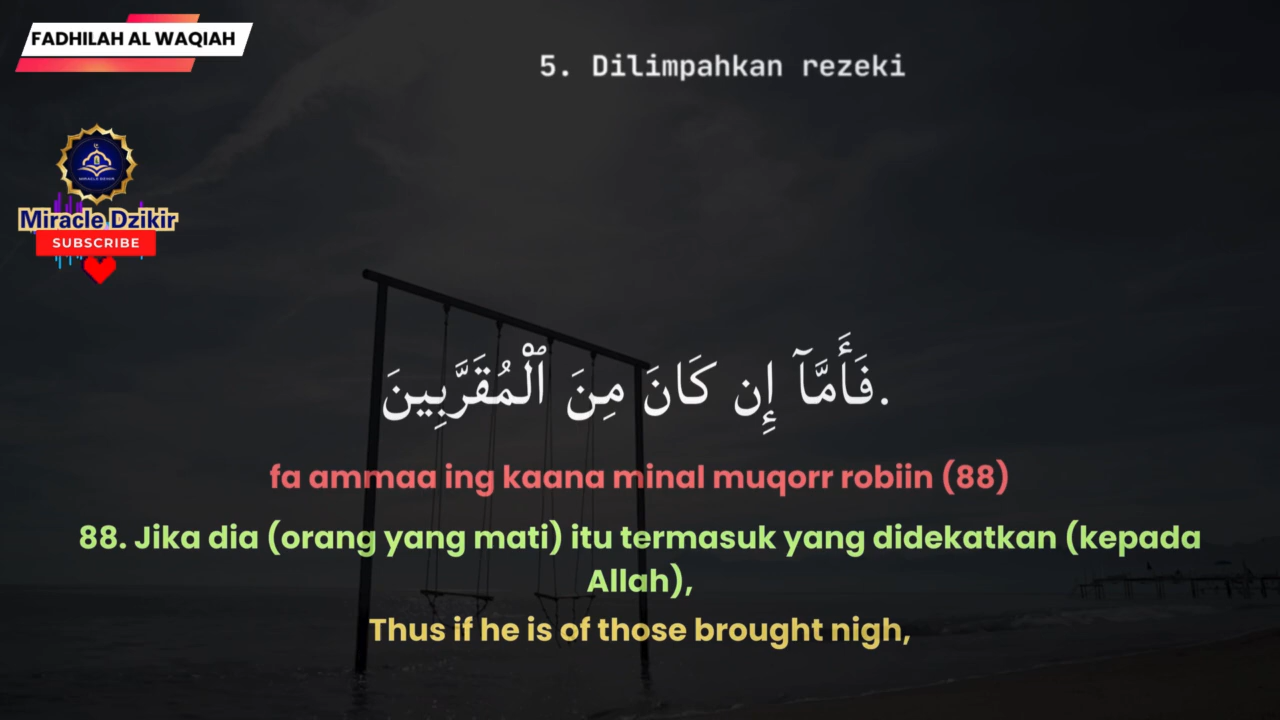 FADHILAH AL WAQIAH
5. Dilimpahkan rezeki
MIRACLE DZIKIR
Miracle Dzikir
SUBSCRIBE
فَأَمَّآ إِن كَانَ مِنَ ٱلْمُقَرَّبِينَ.
fa ammaa ing kaana minal muqorr robiin (88)
88. Jika dia (orang yang mati) itu termasuk yang didekatkan (kepada
Allah),
Thus if he is of those brought nigh,